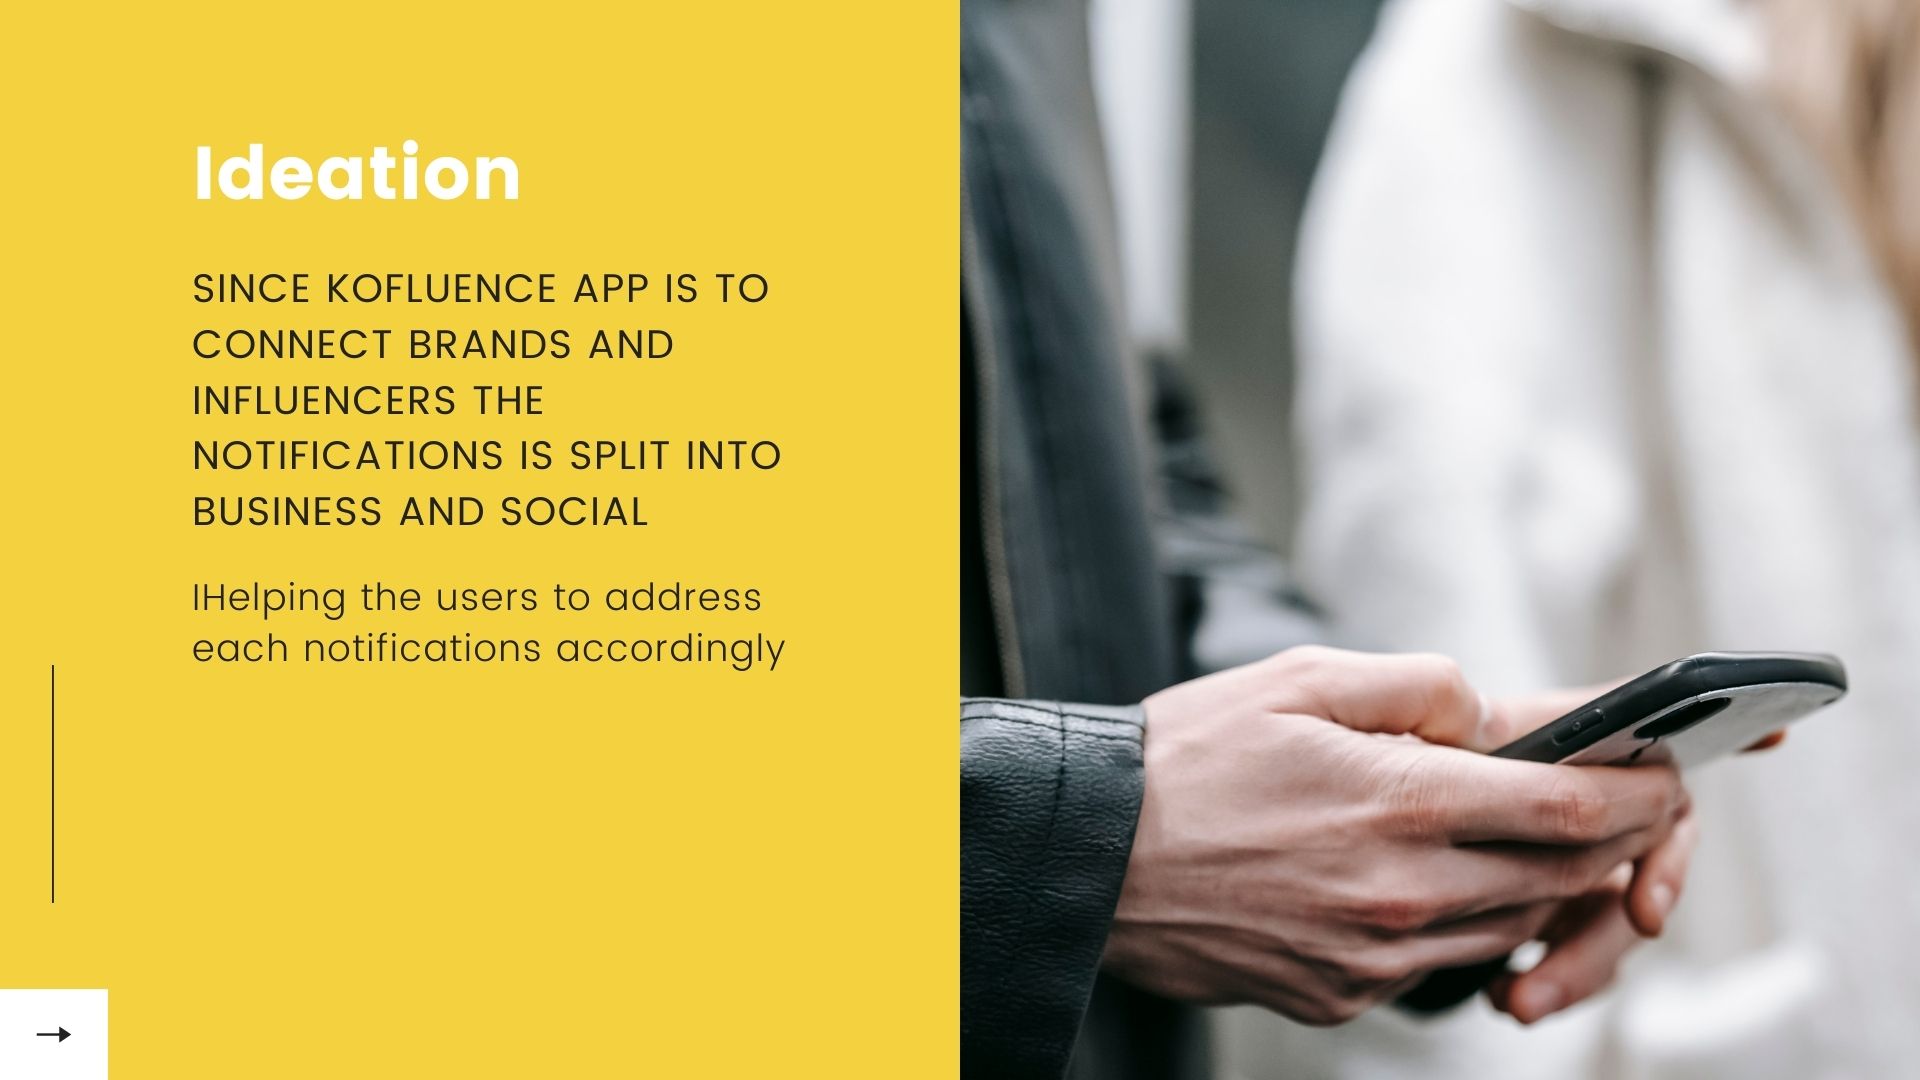 Ideation
SINCE KOFLUENCE APP IS TO
CONNECT BRANDS AND
INFLUENCERS THE
NOTIFICATIONS IS SPLIT INTO
BUSINESS AND SOCIAL
IHelping the users to address
each notifications accordingly